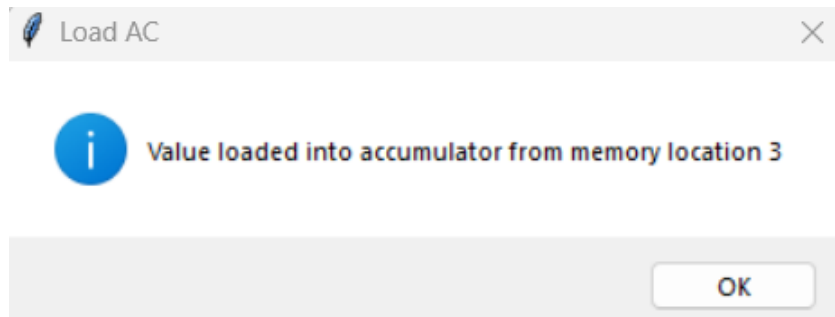 Load AC
Value loaded into accumulator from memory location 3
OK